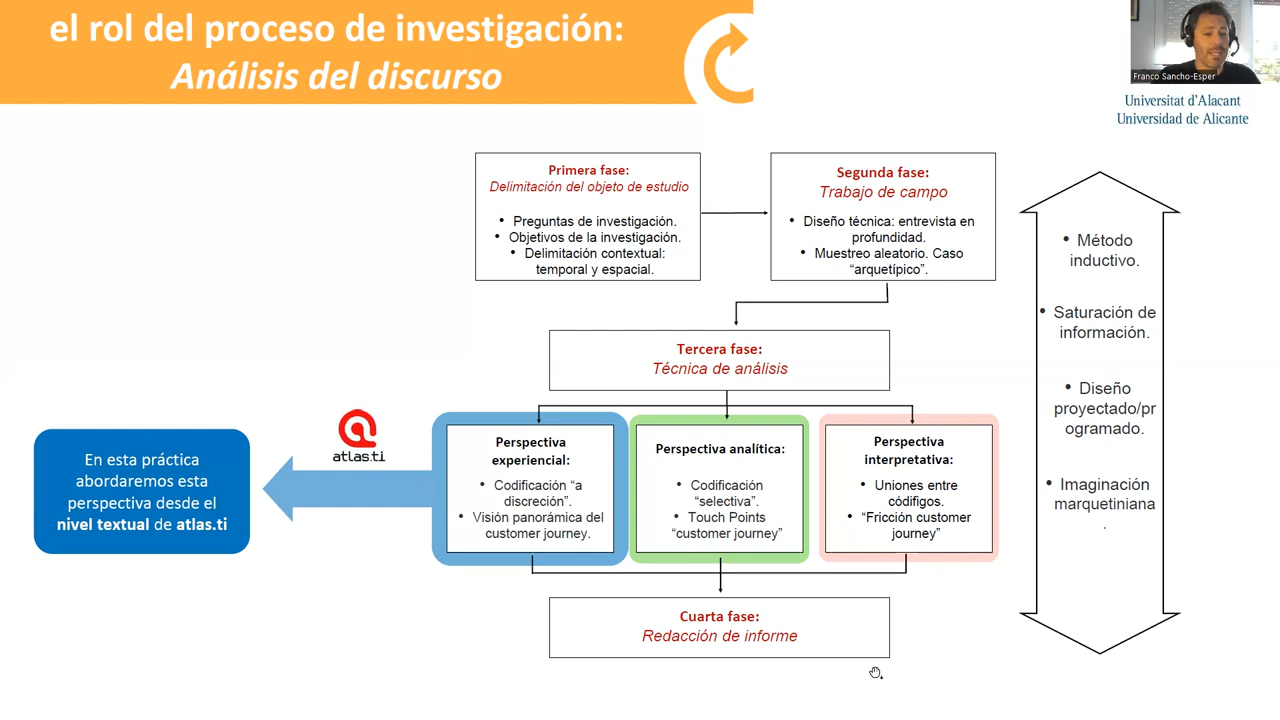 el rol del proceso de investigación:
Análisis del discurso
Franco Sancho-Esper
Universitat d'Alacant
Universidad de Alicante
Primera fase:
Delimitación del objeto de estudio
• Preguntas de investigación.
• Objetivos de la investigación.
• Delimitación contextual:
temporal y espacial.
Segunda fase:
Trabajo de campo
• Diseño técnica: entrevista en
profundidad.
• Muestreo aleatorio. Caso
“arquetípico”.
Tercera fase:
Técnica de análisis
Perspectiva
experiencial:
• Codificación “a
discreción”.
• Visión panorámica del
customer journey.
Perspectiva analítica:
• Codificación
“selectiva”.
• Touch Points
“customer journey”
Perspectiva
interpretativa:
• Uniones entre
códifigos.
• “Fricción customer
journey”
atlas.ti
En esta práctica
abordaremos esta
perspectiva desde el
nivel textual de atlas.ti
Cuarta fase:
Redacción de informe
• Método
inductivo.
• Saturación de
información.
• Diseño
proyectado/pr
ogramado.
• Imaginación
marquetiniana
.